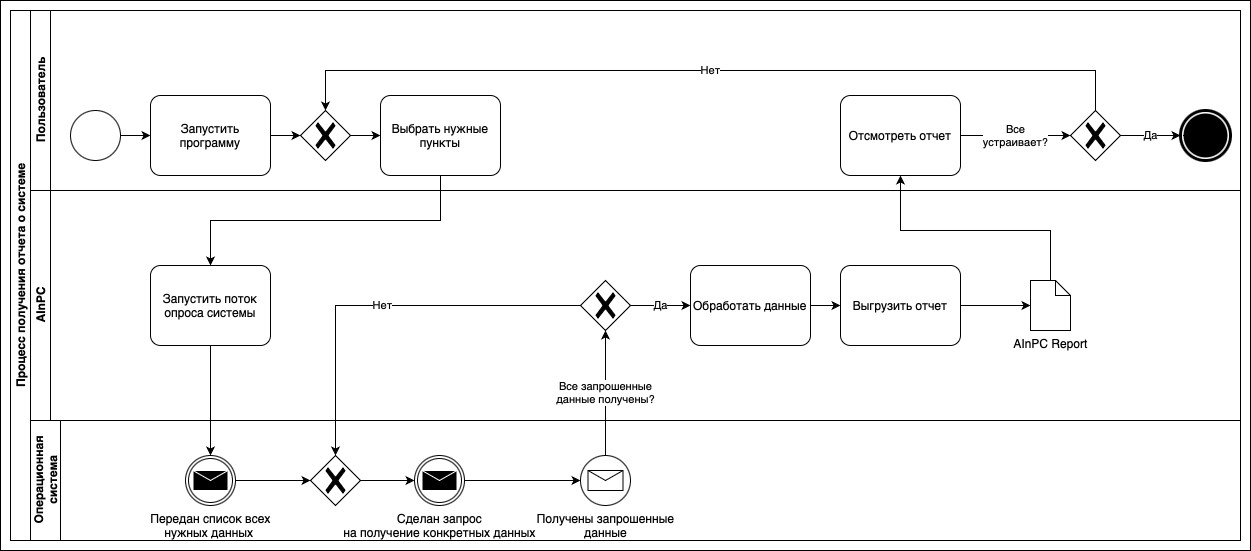 Процесс получения отчета о системе
Пользователь
Нет
Запустить
программу
Выбрать нужные
пункты
Отсмотреть отчет
Все
устраивает?
Да
AInPC
Запустить поток
опроса системы
Нет
Да
Обработать данные
Выгрузить отчет
AInPC Report
Все запрошенные
данные получены?
Операционная
система
Передан список всех
нужных данных
Сделан запрос
на получение конкретных данных
Получены запрошенные
данные